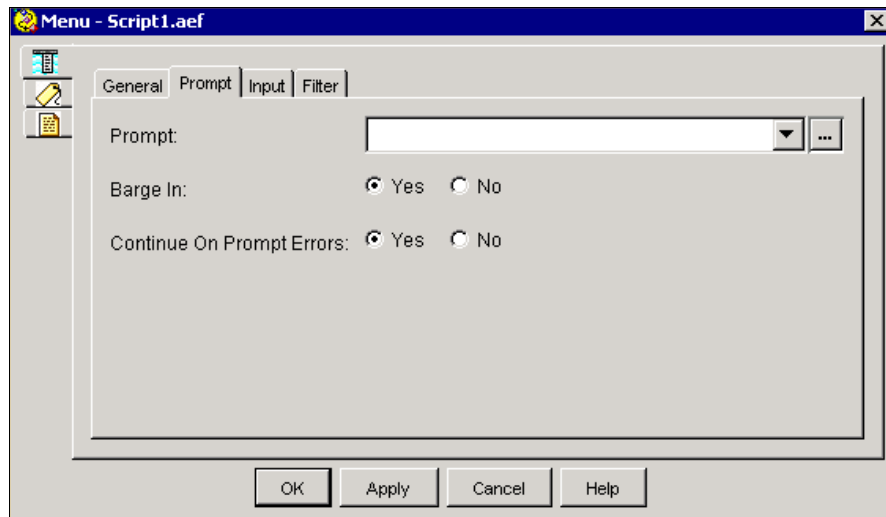 Menu - Script1.aef
General Prompt Input Filter
Prompt: ...
Barge In: Yes No
Continue On Prompt Errors: Yes No
OK Apply Cancel Help